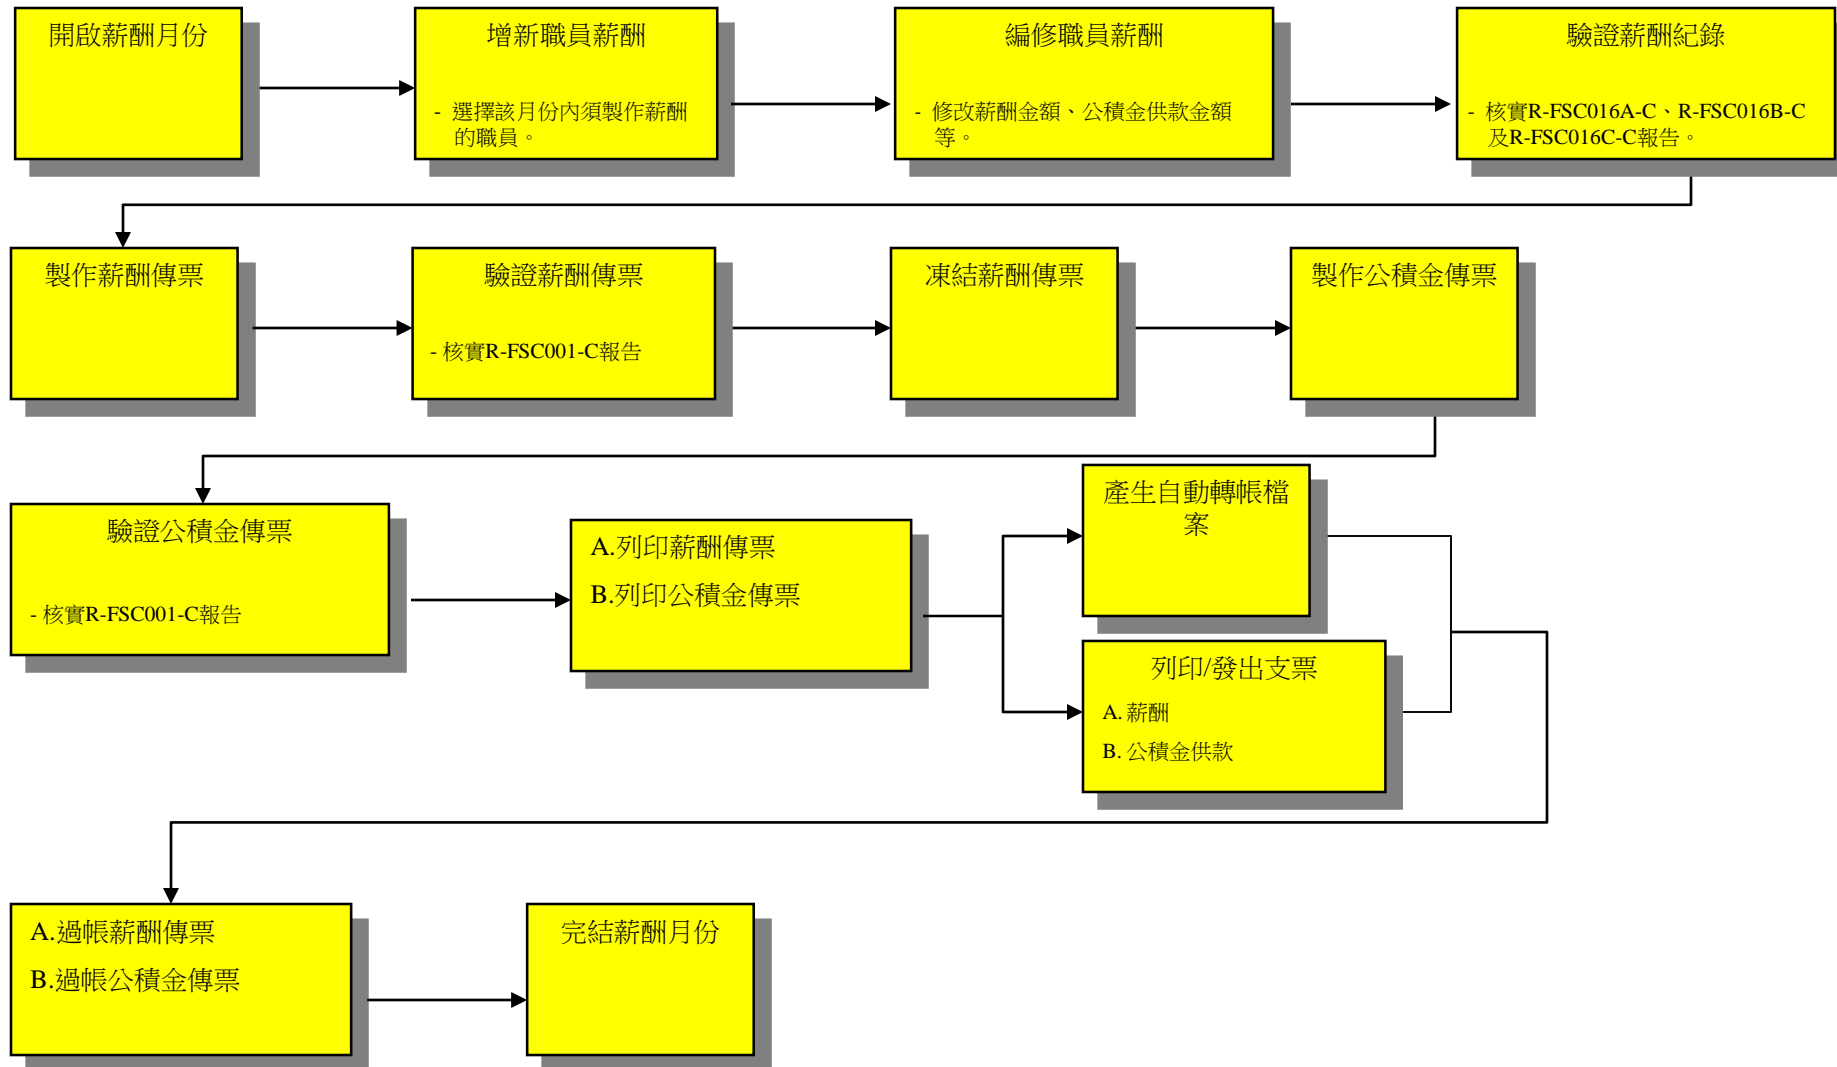 開啟薪酬月份
增新職員薪酬
- 選擇該月份內須製作薪酬
的職員。
編修職員薪酬
- 修改薪酬金額、公積金供款金額
等。
驗證薪酬紀錄
- 核實R-FSC016A-C、R-FSC016B-C
及R-FSC016C-C報告。
製作薪酬傳票
驗證薪酬傳票
- 核實R-FSC001-C報告
凍結薪酬傳票
製作公積金傳票
驗證公積金傳票
- 核實R-FSC001-C報告
A.列印薪酬傳票
B.列印公積金傳票
產生自動轉帳檔
案
列印/發出支票
A. 薪酬
B. 公積金供款
A.過帳薪酬傳票
B.過帳公積金傳票
完結薪酬月份